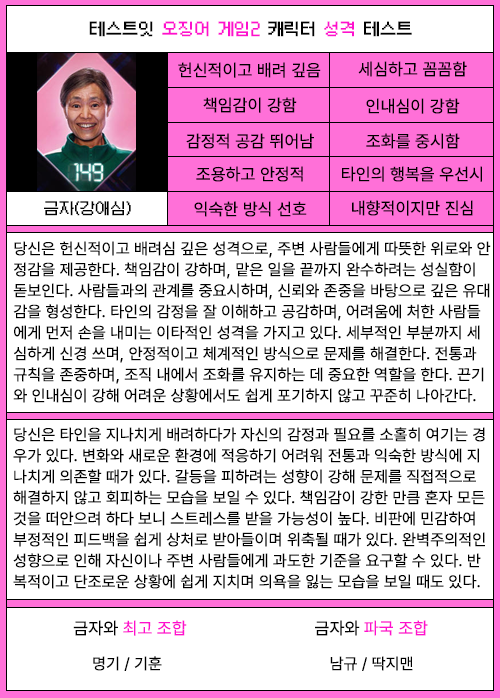 테스트잇 오징어 게임2 캐릭터 성격 테스트
헌신적이고 배려 깊음
세심하고 꼼꼼함
책임감이 강함
인내심이 강함
감정적 공감 뛰어남
조화를 중시함
149
조용하고 안정적
타인의 행복을 우선시
금자(강애심)
익숙한 방식 선호
내향적이지만 진심
당신은 헌신적이고 배려심 깊은 성격으로, 주변 사람들에게 따뜻한 위로와 안
정감을 제공한다. 책임감이 강하며, 맡은 일을 끝까지 완수하려는 성실함이
돋보인다. 사람들과의 관계를 중요시하며, 신뢰와 존중을 바탕으로 깊은 유대
감을 형성한다. 타인의 감정을 잘 이해하고 공감하며, 어려움에 처한 사람들
에게 먼저 손을 내미는 이타적인 성격을 가지고 있다. 세부적인 부분까지 세
심하게 신경 쓰며, 안정적이고 체계적인 방식으로 문제를 해결한다. 전통과
규칙을 존중하며, 조직 내에서 조화를 유지하는 데 중요한 역할을 한다. 끈기
와 인내심이 강해 어려운 상황에서도 쉽게 포기하지 않고 꾸준히 나아간다.
당신은 타인을 지나치게 배려하다가 자신의 감정과 필요를 소홀히 여기는 경
우가 있다. 변화와 새로운 환경에 적응하기 어려워 전통과 익숙한 방식에 지
나치게 의존할 때가 있다. 갈등을 피하려는 성향이 강해 문제를 직접적으로
해결하지 않고 회피하는 모습을 보일 수 있다. 책임감이 강한 만큼 혼자 모든
것을 떠안으려 하다 보니 스트레스를 받을 가능성이 높다. 비판에 민감하여
부정적인 피드백을 쉽게 상처로 받아들이며 위축될 때가 있다. 완벽주의적인
성향으로 인해 자신이나 주변 사람들에게 과도한 기준을 요구할 수 있다. 반
복적이고 단조로운 상황에 쉽게 지치며 의욕을 잃는 모습을 보일 때도 있다.
금자와 최고 조합
금자와 파국 조합
명기 / 기훈
남규 / 딱지맨